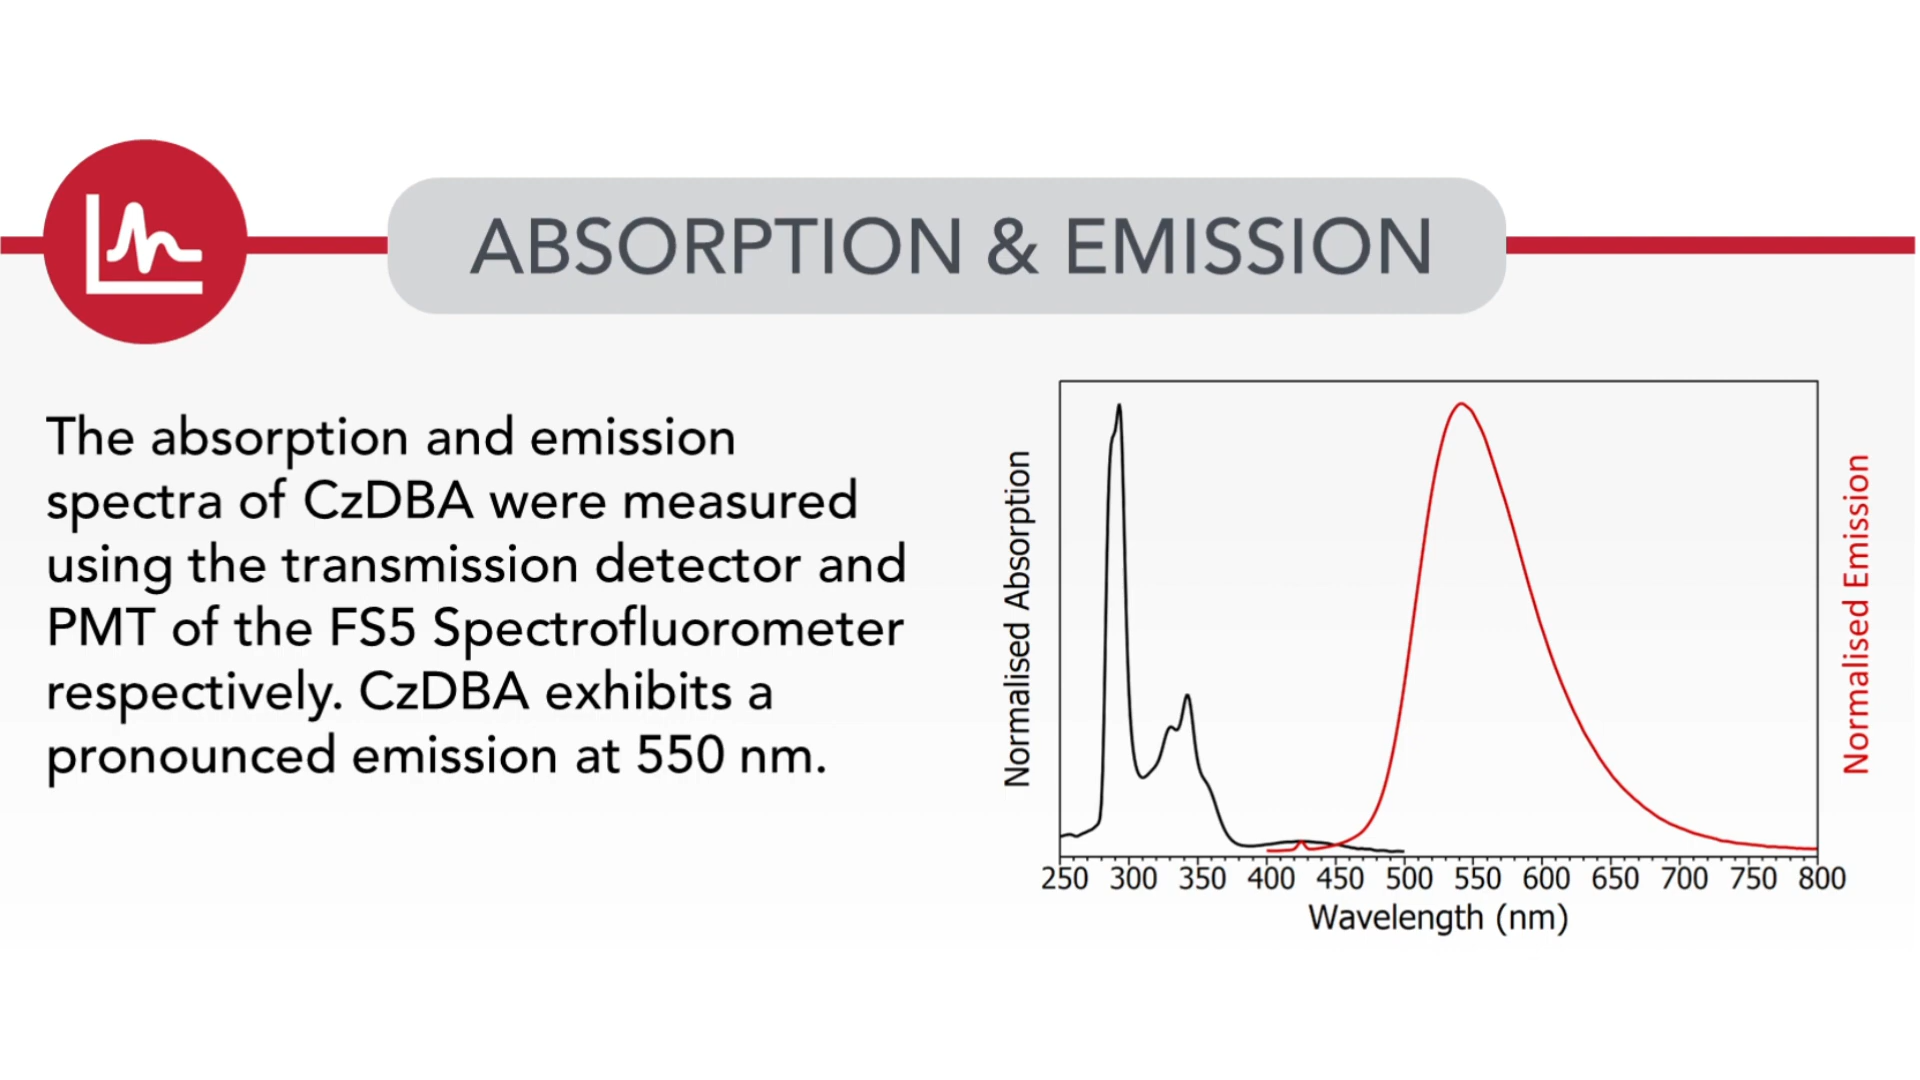 ABSORPTION & EMISSION
The absorption and emission
spectra of CzDBA were measured
using the transmission detector and
PMT of the FS5 Spectrofluorometer
respectively. CzDBA exhibits a
pronounced emission at 550 nm.
Normalised Absorption
Normalised Emission
250 300 350 400 450 500 550 600 650 700 750 800
Wavelength (nm)